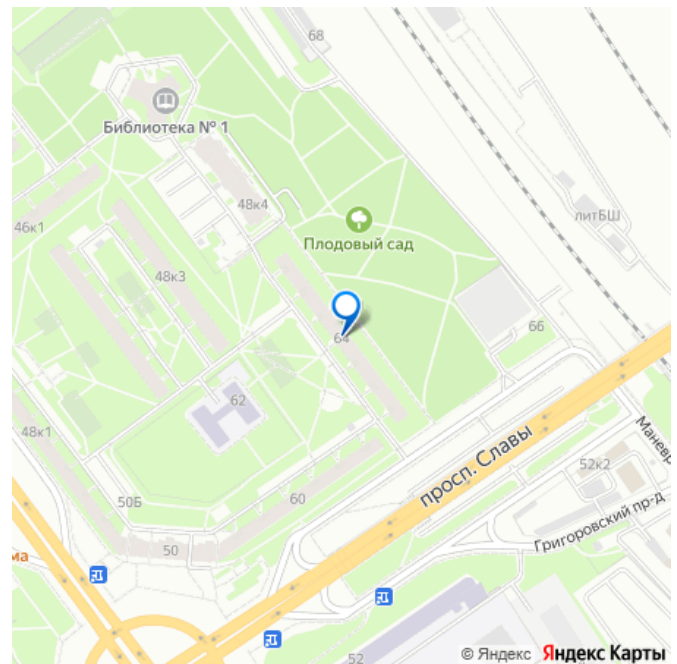 68
Библиотека № 1
48к4
46к1
литБШ
Плодовый сад
48к3
66
64
62
48к1
просп. Славы
Маневр
52к2
50Б
60
Григоровский пр-д
50
ма
52
© Яндекс Яндекс Карты